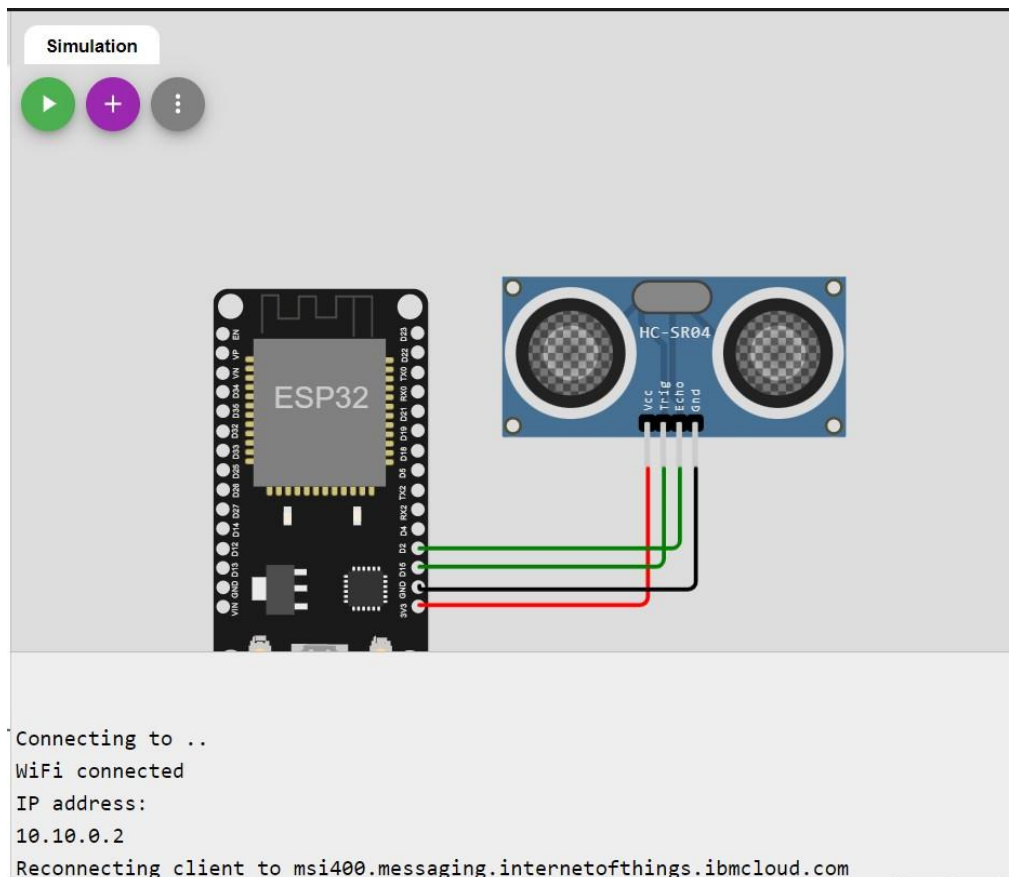 Simulation
ESP32
EN
VP
VN
D34
D35
D32
D33
D25
D26
D27
D14
D12
D13
GND
VIN
D23
D22
TX0
RX0
D21
D19
D18
D5
TX2
RX2
D4
D2
D15
GND
3V3
HC-SR04
Vcc
Trig
Echo
Gnd
Connecting to ..
WiFi connected
IP address:
10.10.0.2
Reconnecting client to msi400.messaging.internetofthings.ibmcloud.com